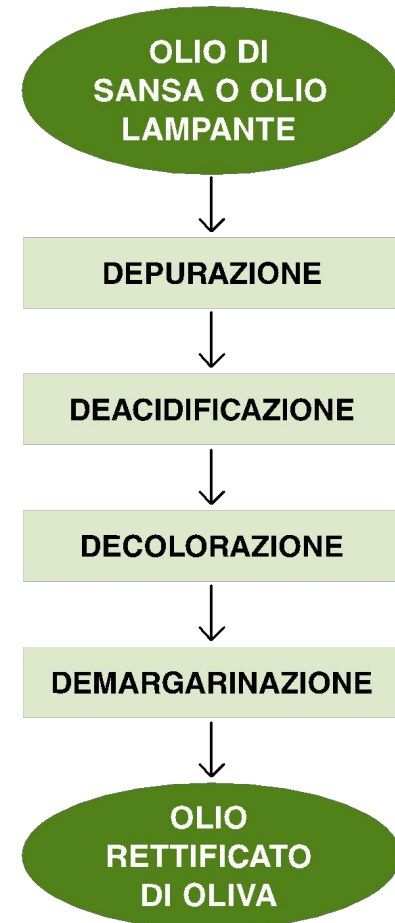 OLIO DI
SANSA O OLIO
LAMPANTE
DEPURAZIONE
DEACIDIFICAZIONE
DECOLORAZIONE
DEMARGARINAZIONE
OLIO
RETTIFICATO
DI OLIVA